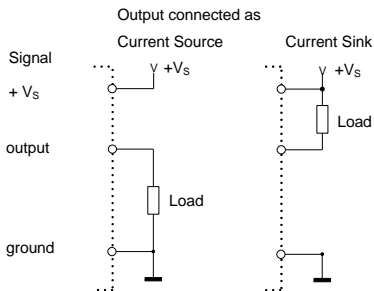 Output connected as
Current Source
Current Sink
Signal
+VS
+VS
+ VS
Load
output
Load
ground